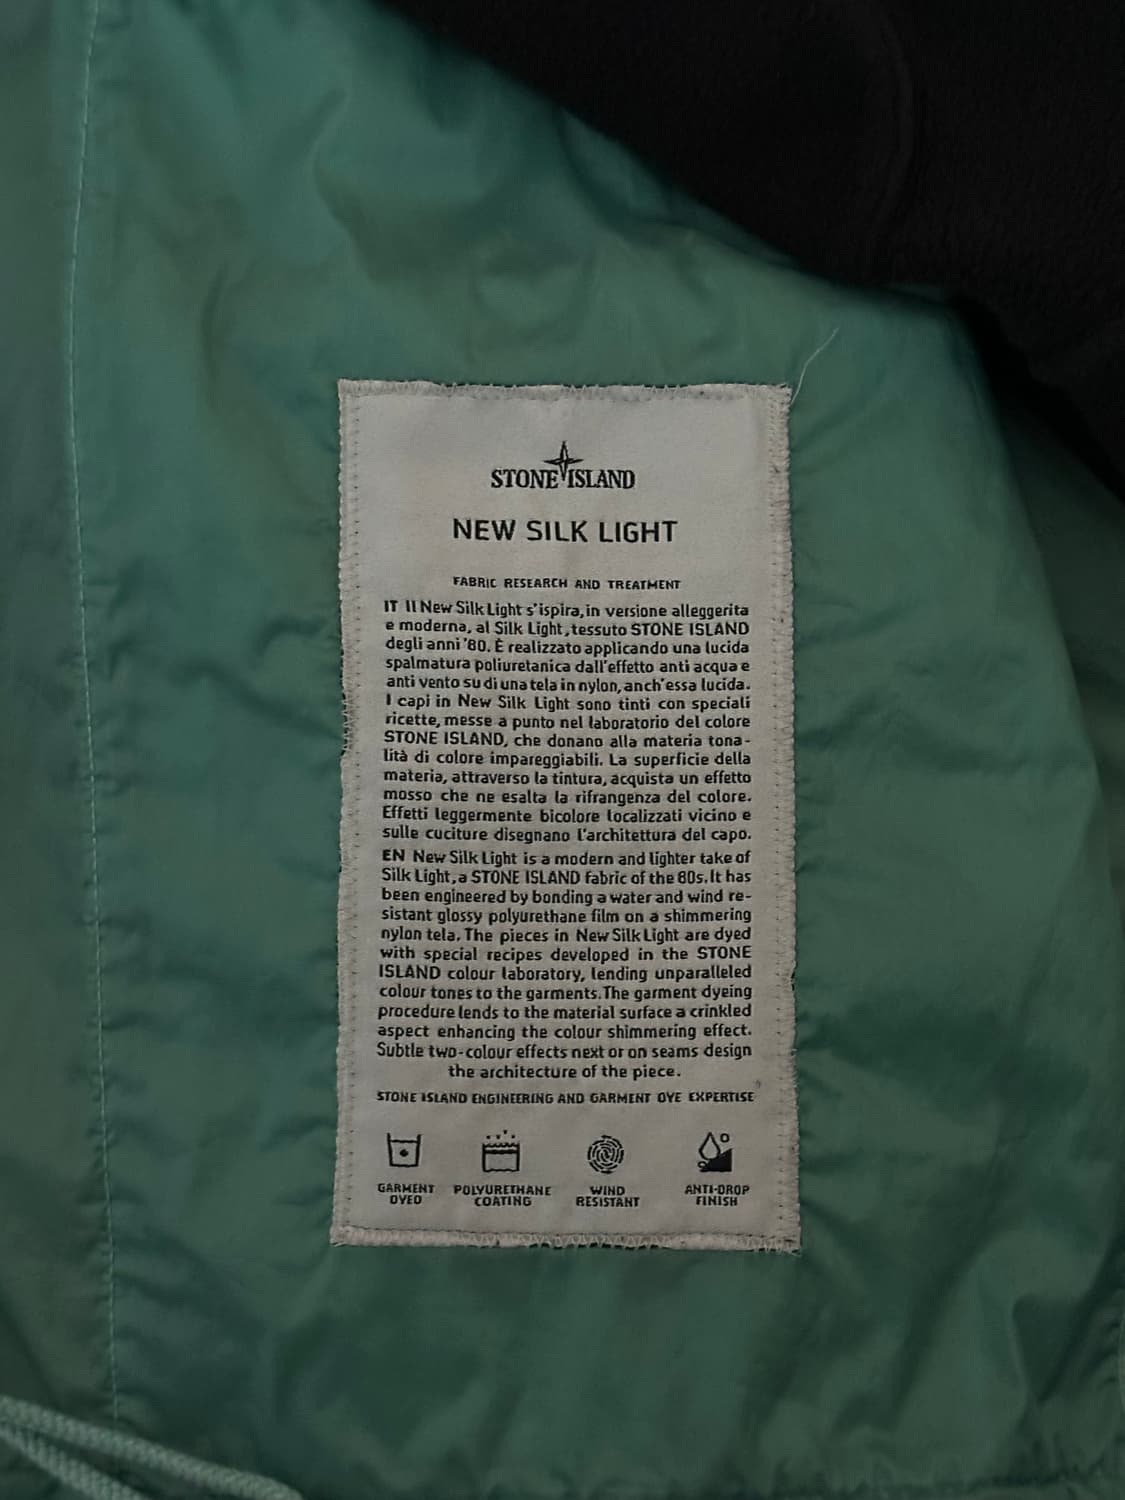 STONE ISLAND
NEW SILK LIGHT
FABRIC RESEARCH AND TREATMENT
IT Il New Silk Light s'ispira, in versione alleggerita
e moderna, al Silk Light, tessuto STONE ISLAND
degli anni '80. È realizzato applicando una lucida
spalmatura poliuretanica dall'effetto anti acqua e
anti vento su di una tela in nylon, anch'essa lucida.
I capi in New Silk Light sono tinti con speciali
ricette, messe a punto nel laboratorio del colore
STONE ISLAND, che donano alla materia tona-
lità di colore impareggiabili. La superficie della
materia, attraverso la tintura, acquista un effetto
mosso che ne esalta la rifrangenza del colore.
Effetti leggermente bicolore localizzati vicino e
sulle cuciture disegnano l'architettura del capo.
EN New Silk Light is a modern and lighter take of
Silk Light, a STONE ISLAND fabric of the 80s. It has
been engineered by bonding a water and wind re-
sistant glossy polyurethane film on a shimmering
nylon tela. The pieces in New Silk Light are dyed
with special recipes developed in the STONE
ISLAND colour laboratory, lending unparalleled
colour tones to the garments. The garment dyeing
procedure lends to the material surface a crinkled
aspect enhancing the colour shimmering effect.
Subtle two-colour effects next or on seams design
the architecture of the piece.
STONE ISLAND ENGINEERING AND GARMENT DYE EXPERTISE
GARMENT
DYED
POLYURETHANE
COATING
WIND
RESISTANT
ANTI-DROP
FINISH